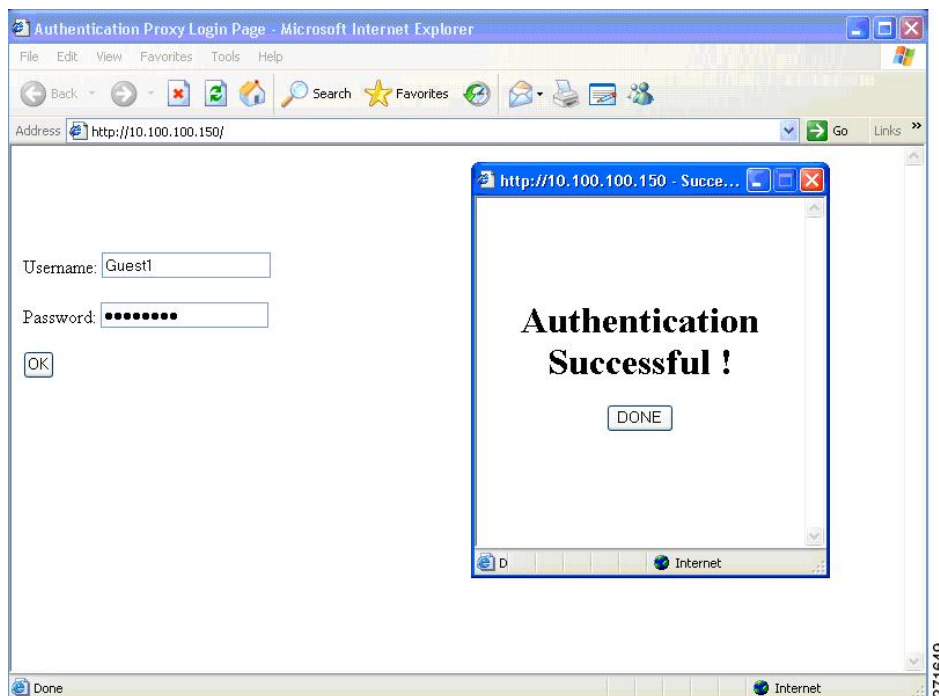 Authentication Proxy Login Page - Microsoft Internet Explorer
File Edit View Favorites Tools Help
Back Search Favorites
Address http://10.100.100.150/ Go Links »
http://10.100.100.150 - Succe...
Username: Guest1
Password: ••••••••
OK
Authentication
Successful !
DONE
D Internet
Done Internet